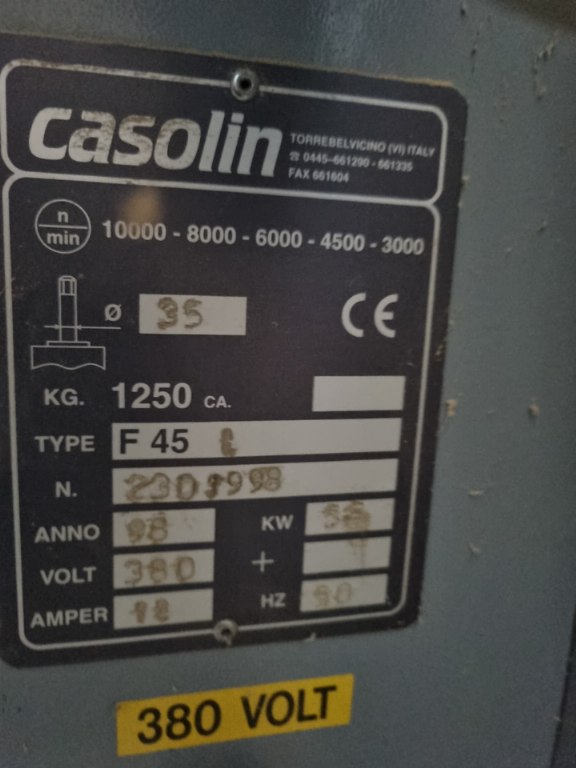 casolin
TORREBELVICINO (VI) ITALY
☎ 0445-661290 - 661335
FAX 661604
n
min
10000 - 8000 - 6000 - 4500 - 3000
ø 35
CE
KG. 1250 CA.
TYPE F 45
N.
ANNO 98
KW
VOLT 380
+
AMPER
HZ 50
380 VOLT